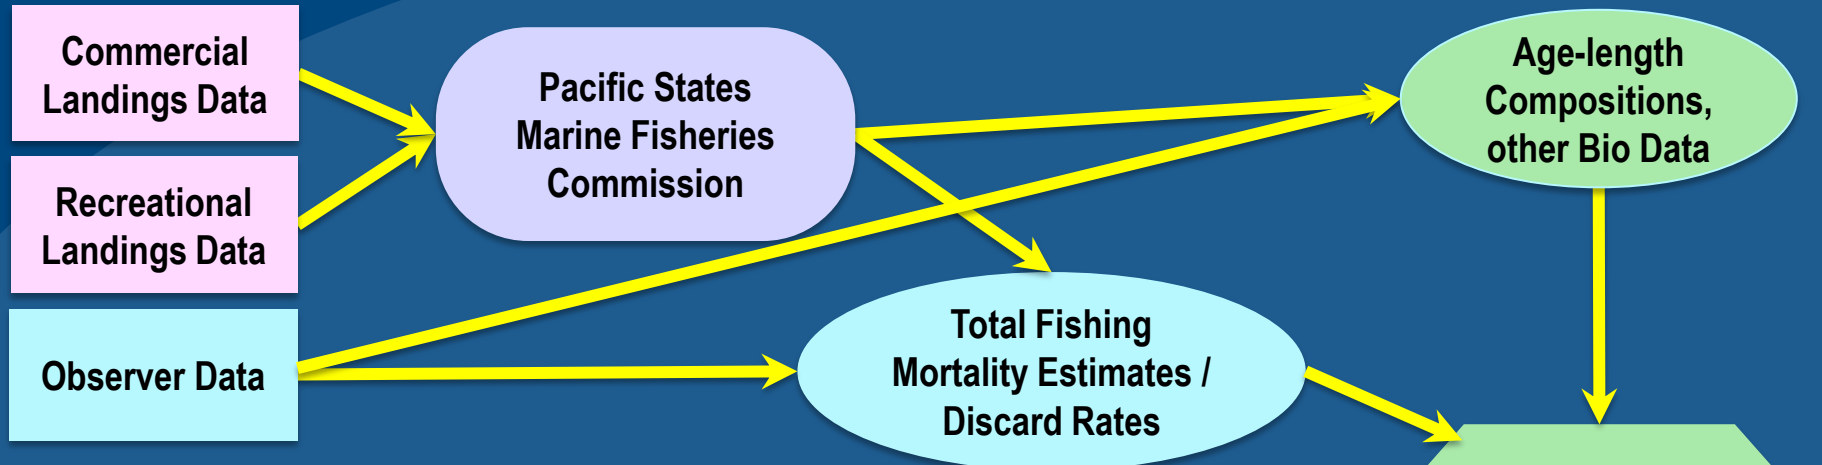 Commercial
Landings Data
Pacific States
Marine Fisheries
Commission
Age-length
Compositions,
other Bio Data
Recreational
Landings Data
Observer Data
Total Fishing
Mortality Estimates /
Discard Rates